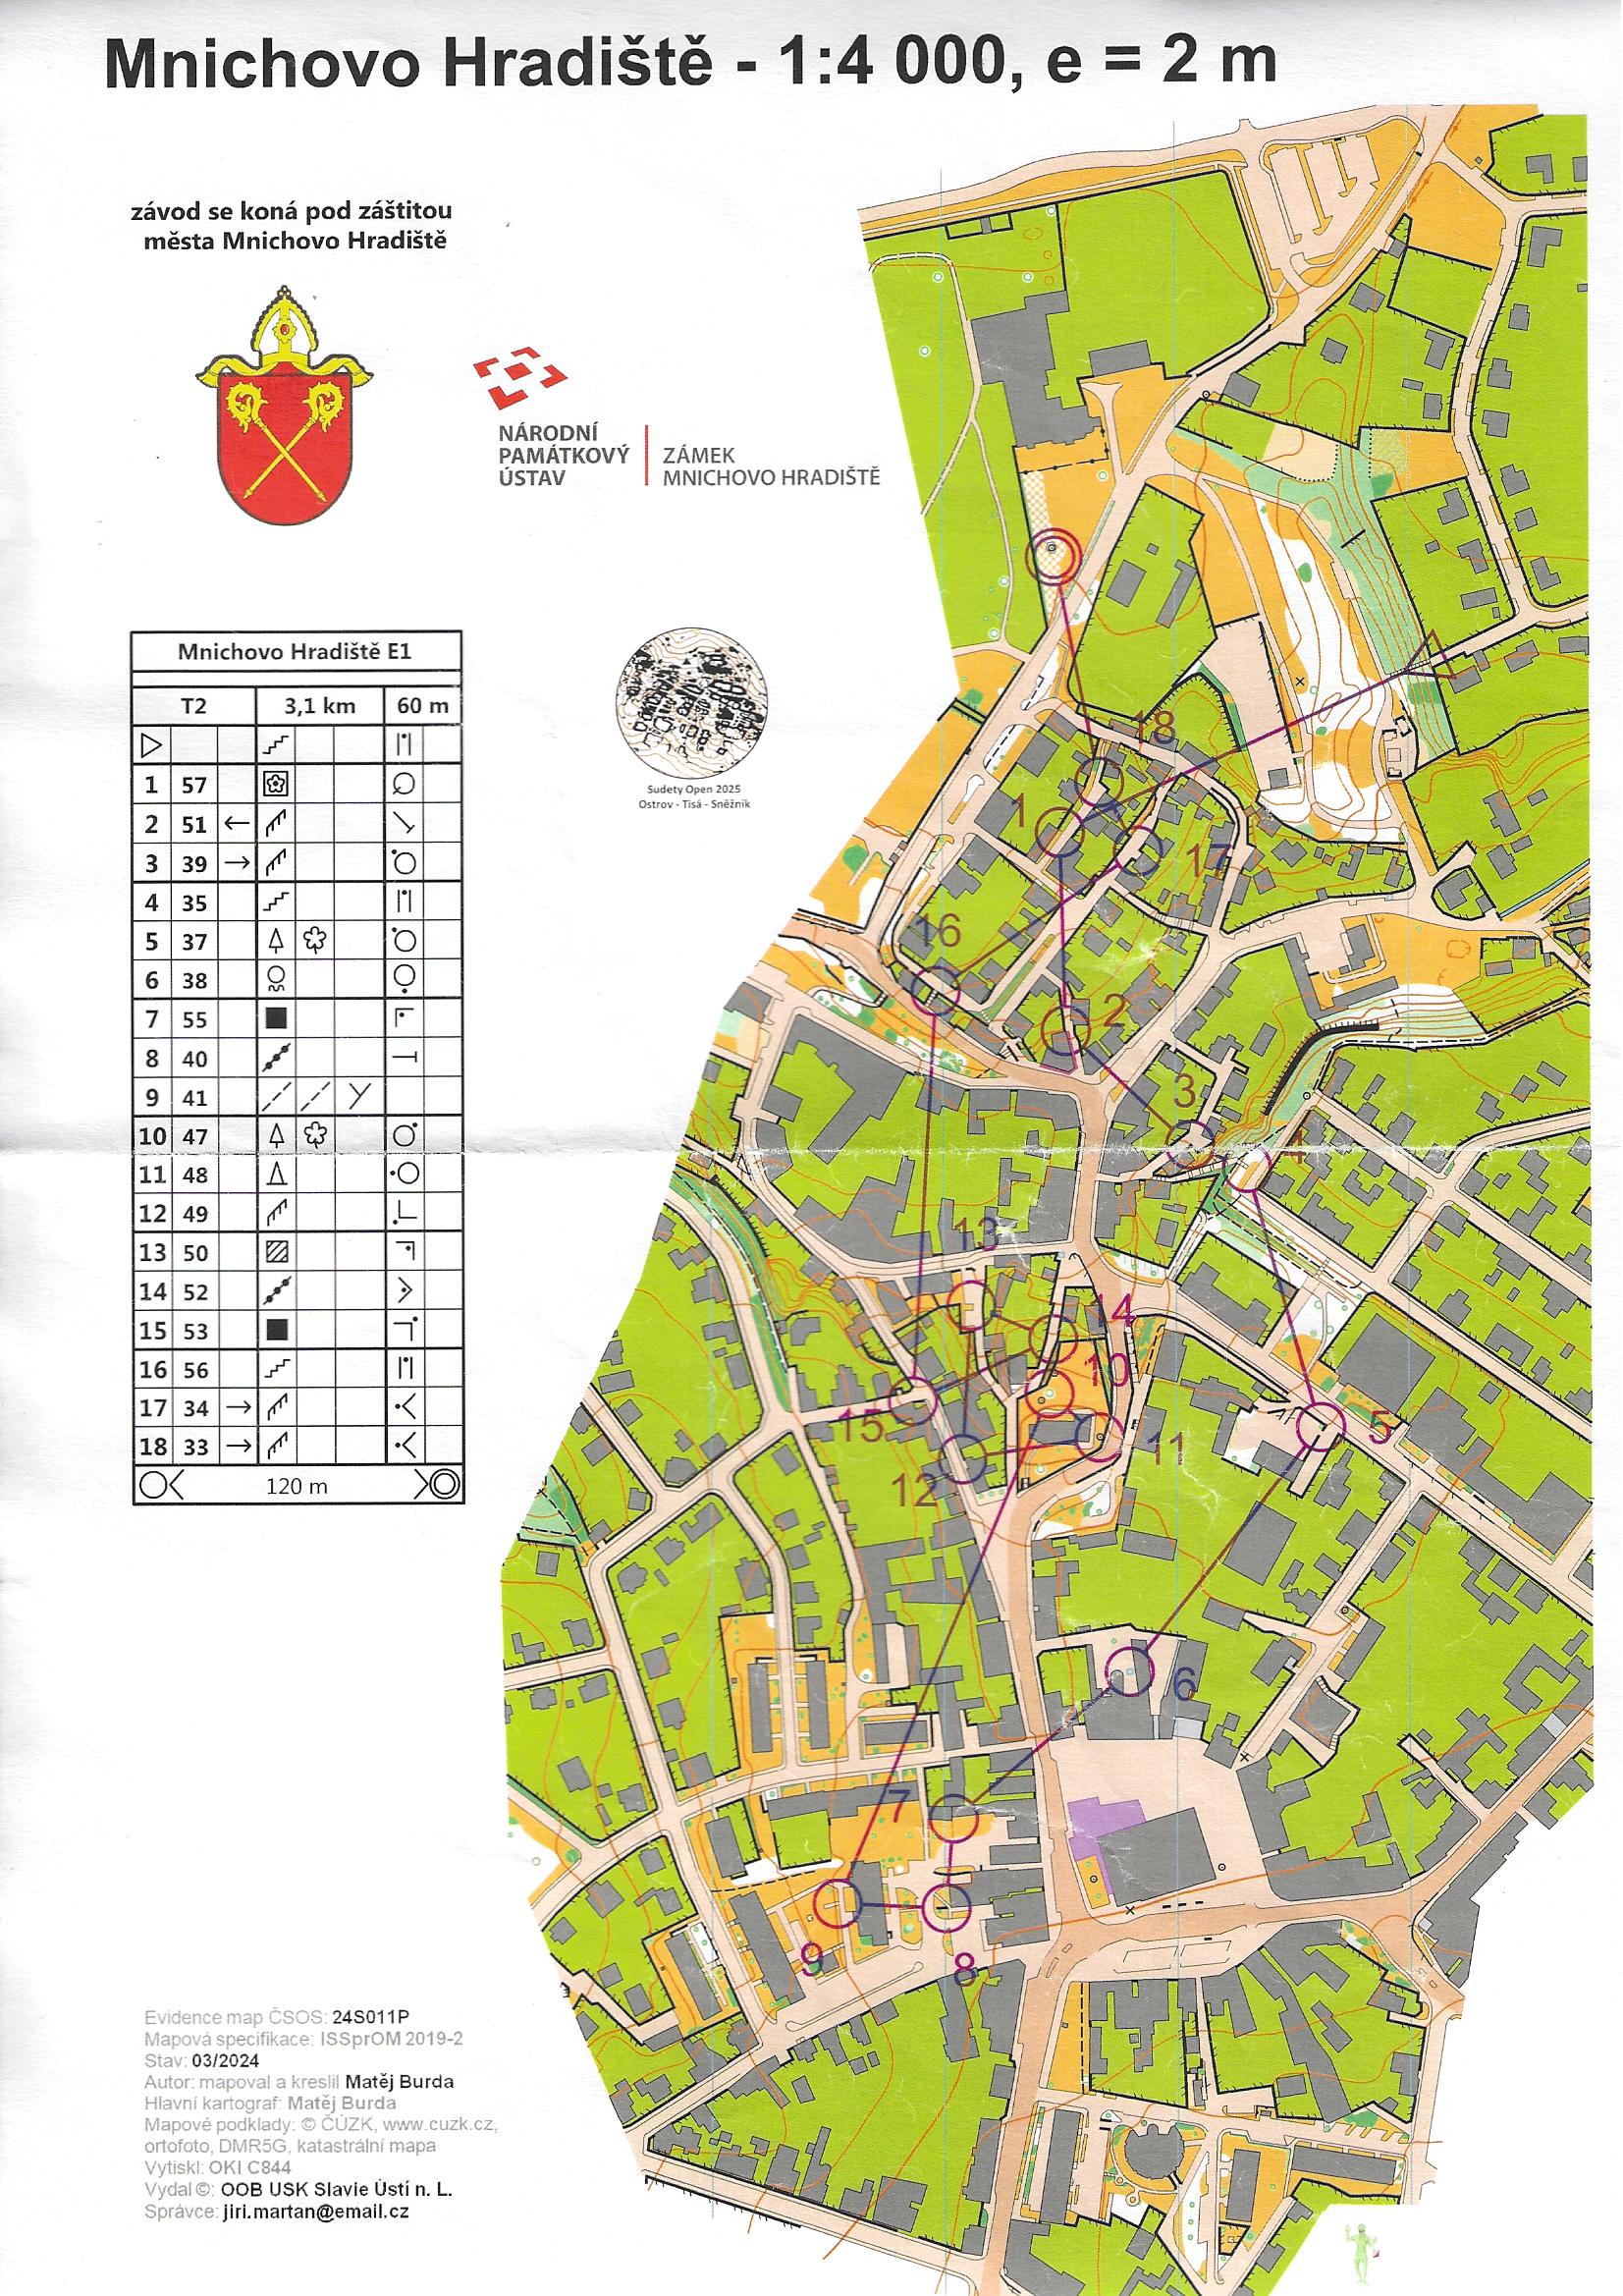 Mnichovo Hradiště - 1:4 000, e = 2 m
závod se koná pod záštitou
města Mnichovo Hradiště
NÁRODNÍ
PAMÁTKOVÝ
ÚSTAV
ZÁMEK
MNICHOVO HRADIŠTĚ
Sudety Open 2025
Ostrov - Tisá - Sněžník
Mnichovo Hradiště E1
T2 3,1 km 60 m
1 57
2 51
3 39
4 35
5 37
6 38
7 55
8 40
9 41
10 47
11 48
12 49
13 50
14 52
15 53
16 56
17 34
18 33
120 m
18
1
17
16
2
3
4
13
14
10
15
5
11
12
6
7
9
8
Evidence map ČSOS: 24S011P
Mapová specifikace: ISSprOM 2019-2
Stav: 03/2024
Autor: mapoval a kreslil Matěj Burda
Hlavní kartograf: Matěj Burda
Mapové podklady: © ČÚZK, www.cuzk.cz,
ortofoto, DMR5G, katastrální mapa
Vytiskl: OKI C844
Vydal ©: OOB USK Slavie Ústí n. L.
Správce: jiri.martan@email.cz